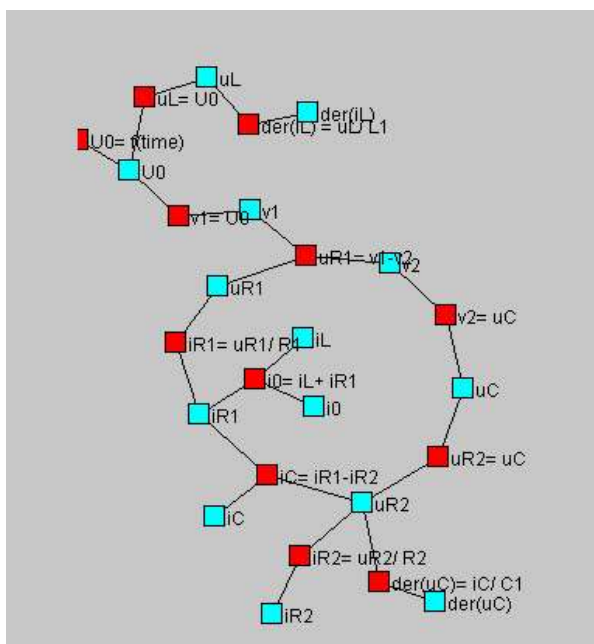 uL
uL= U0
der(iL)
der(iL) = uL/ L1
U0= f(time)
U0
v1
v1= U0
uR1= v1-v2
v2
uR1
v2= uC
iR1= uR1/ R1
iL
i0= iL+ iR1
uC
i0
iR1
uR2= uC
iC= iR1-iR2
uR2
iC
iR2= uR2/ R2
der(uC)= iC/ C1
der(uC)
iR2